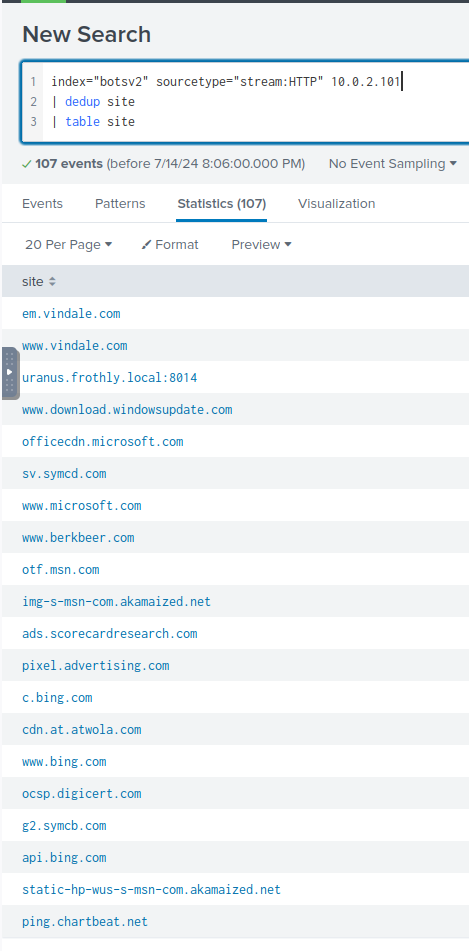 New Search
1 index="botsv2" sourcetype="stream:HTTP" 10.0.2.101
2 | dedup site
3 | table site
✓ 107 events (before 7/14/24 8:06:00.000 PM) No Event Sampling
Events Patterns Statistics (107) Visualization
20 Per Page Format Preview
site
em.vindale.com
www.vindale.com
uranus.frothly.local:8014
www.download.windowsupdate.com
officecdn.microsoft.com
sv.symcd.com
www.microsoft.com
www.berkbeer.com
otf.msn.com
img-s-msn-com.akamaized.net
ads.scorecardresearch.com
pixel.advertising.com
c.bing.com
cdn.at.atwola.com
www.bing.com
ocsp.digicert.com
g2.symcb.com
api.bing.com
static-hp-wus-s-msn-com.akamaized.net
ping.chartbeat.net